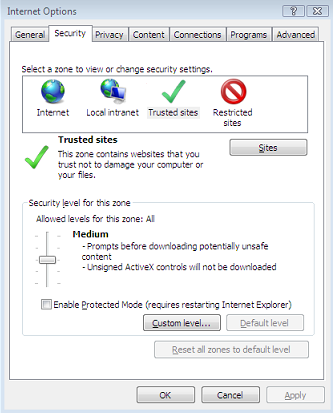 Internet Options
?
General Security Privacy Content Connections Programs Advanced
Select a zone to view or change security settings.
Internet Local intranet Trusted sites Restricted
sites
Trusted sites
Sites
This zone contains websites that you
trust not to damage your computer or
your files.
Security level for this zone
Allowed levels for this zone: All
Medium
- Prompts before downloading potentially unsafe
content
- Unsigned ActiveX controls will not be downloaded
Enable Protected Mode (requires restarting Internet Explorer)
Custom level... Default level
Reset all zones to default level
OK Cancel Apply